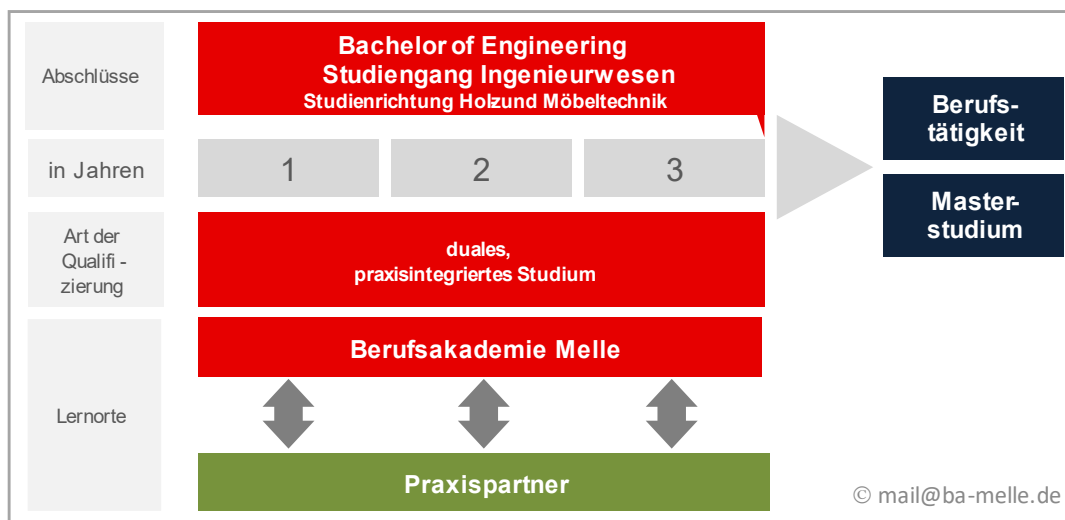 Abschlüsse
Bachelor of Engineering
Studiengang Ingenieurwesen
Studienrichtung Holzund Möbeltechnik
Berufs-
tätigkeit
in Jahren
1
2
3
Master-
studium
Art der
Qualifi -
zierung
duales,
praxisintegriertes Studium
Lernorte
Berufsakademie Melle
Praxispartner
© mail@ba-melle.de